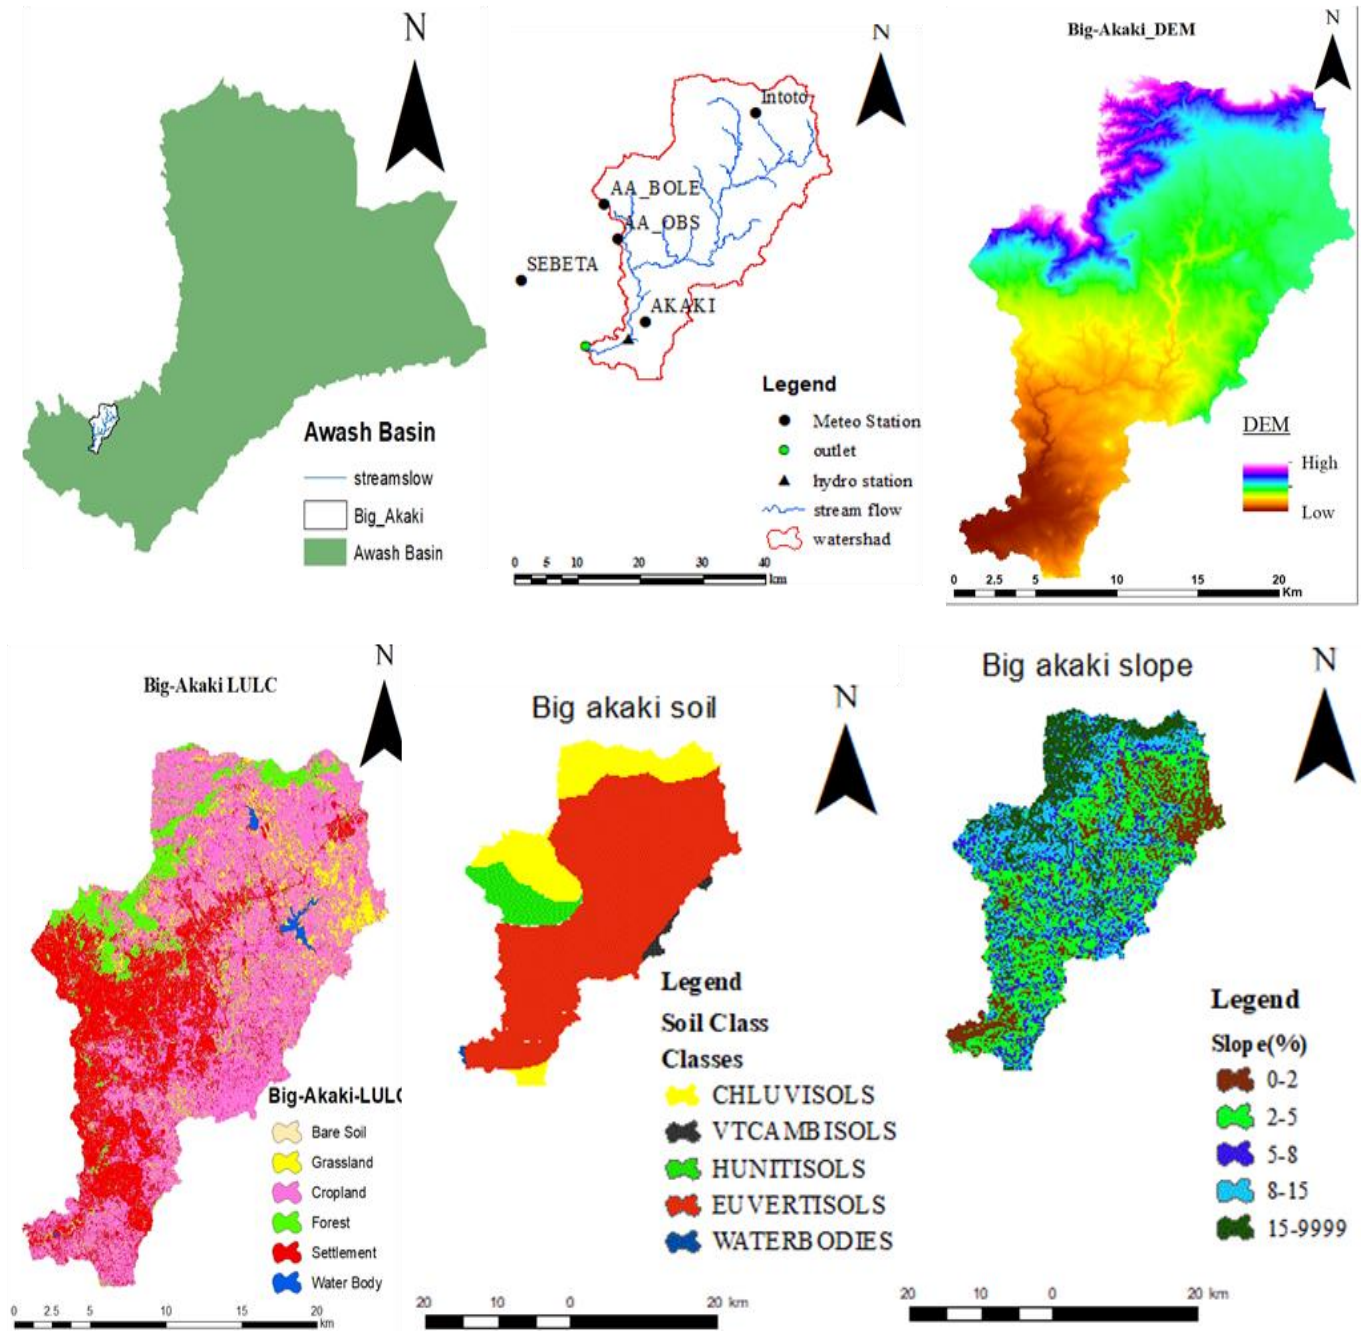 N
Awash Basin
streamslow
Big_Akaki
Awash Basin
N
Intoto
AA_BOLE
AA_OBS
SEBETA
AKAKI
Legend
Meteo Station
outlet
hydro station
stream flow
watershad
0 5 10 20 30 40
km
Big-Akaki_DEM
N
DEM
High
Low
0 2.5 5 10 15 20
Km
Big-Akaki LULC
N
Big-Akaki-LULC
Bare Soil
Grassland
Cropland
Forest
Settlement
Water Body
0 2.5 5 10 15 20
km
Big akaki soil
N
Legend
Soil Class
Classes
CHLUVISOLS
VTCAMBISOLS
HUNITISOLS
EUVERTISOLS
WATERBODIES
20 10 0 20 km
Big akaki slope
N
Legend
Slope(%)
0-2
2-5
5-8
8-15
15-9999
20 10 0 20 km